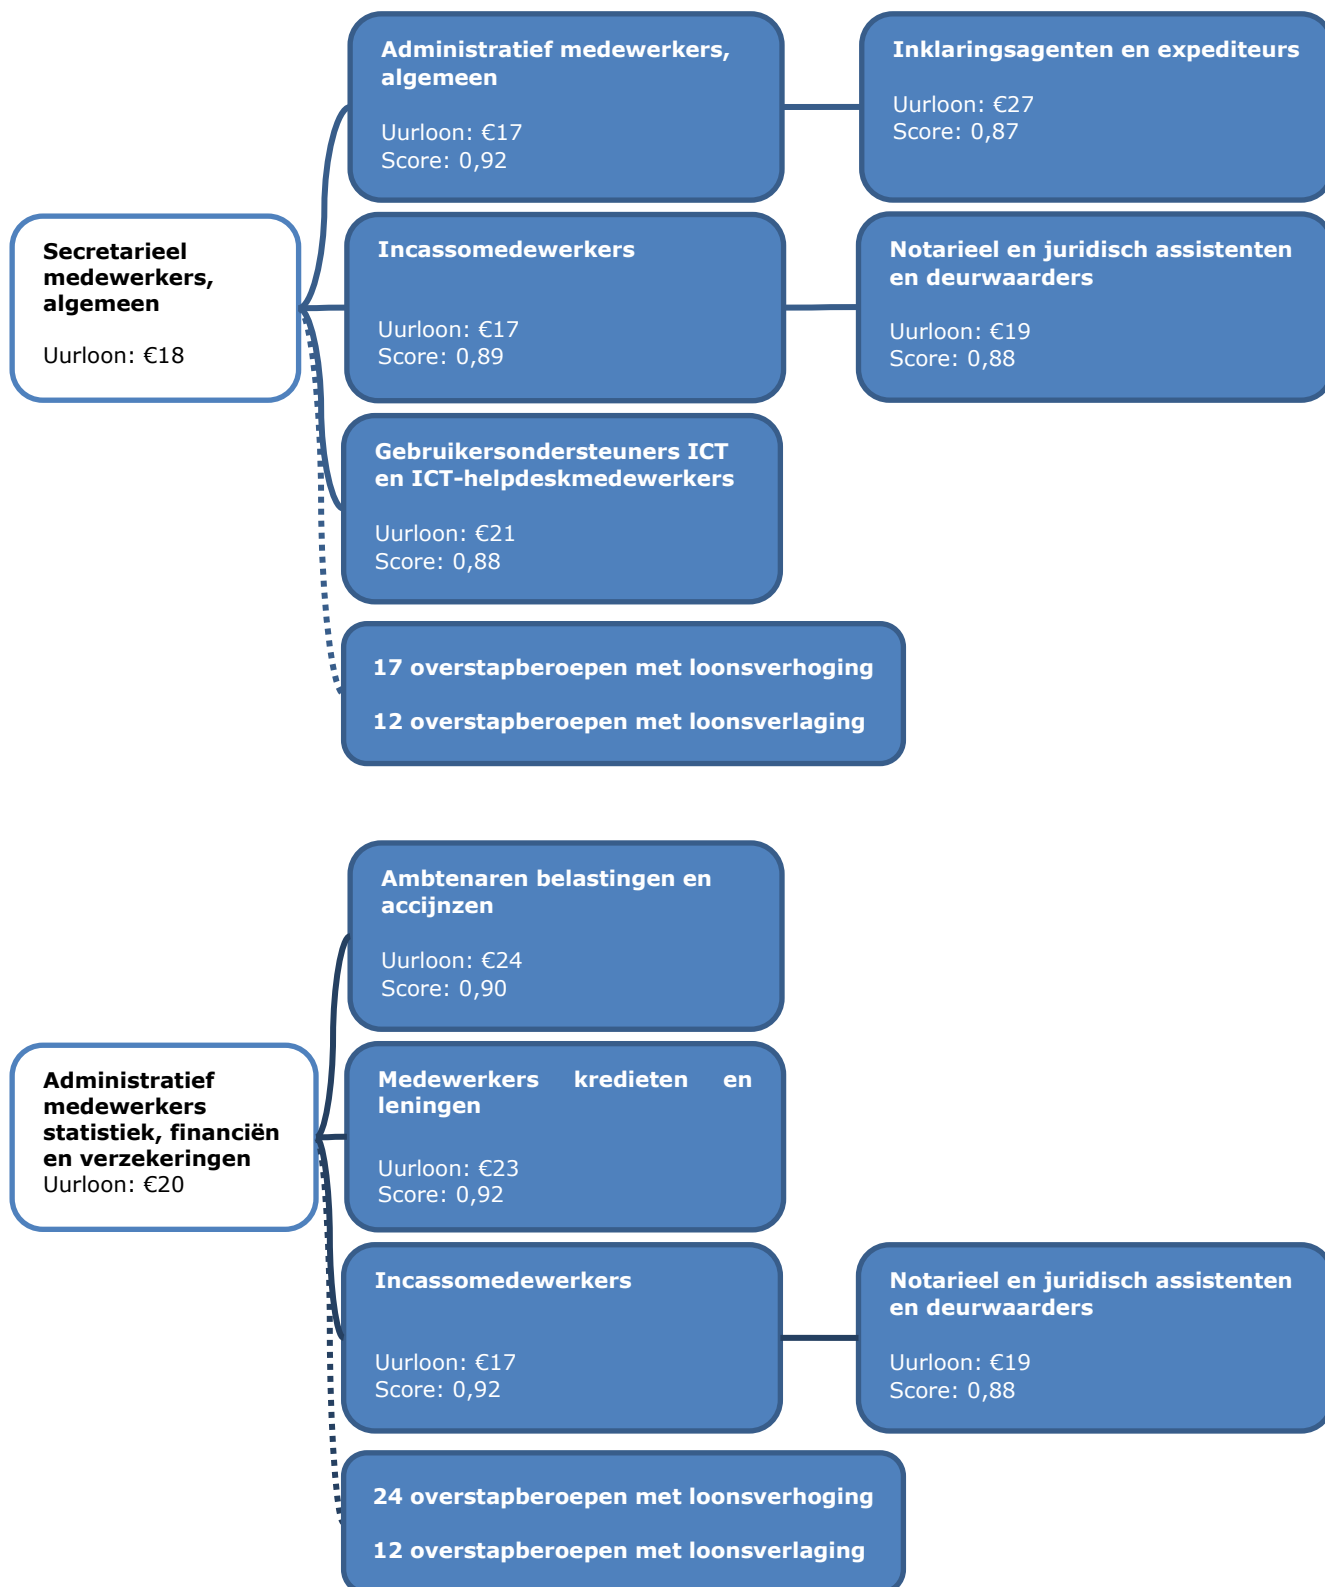 Administratief medewerkers,
algemeen
Uurloon: €17
Score: 0,92
Inklaringsagenten en expediteurs
Uurloon: €27
Score: 0,87
Secretarieel
medewerkers,
algemeen
Uurloon: €18
Incassomedewerkers
Uurloon: €17
Score: 0,89
Notarieel en juridisch assistenten
en deurwaarders
Uurloon: €19
Score: 0,88
Gebruikersondersteuners ICT
en ICT-helpdeskmedewerkers
Uurloon: €21
Score: 0,88
17 overstapberoepen met loonsverhoging
12 overstapberoepen met loonsverlaging
Ambtenaren belastingen en
accijnzen
Uurloon: €24
Score: 0,90
Administratief
medewerkers
statistiek, financiën
en verzekeringen
Uurloon: €20
Medewerkers kredieten en
leningen
Uurloon: €23
Score: 0,92
Incassomedewerkers
Uurloon: €17
Score: 0,92
Notarieel en juridisch assistenten
en deurwaarders
Uurloon: €19
Score: 0,88
24 overstapberoepen met loonsverhoging
12 overstapberoepen met loonsverlaging